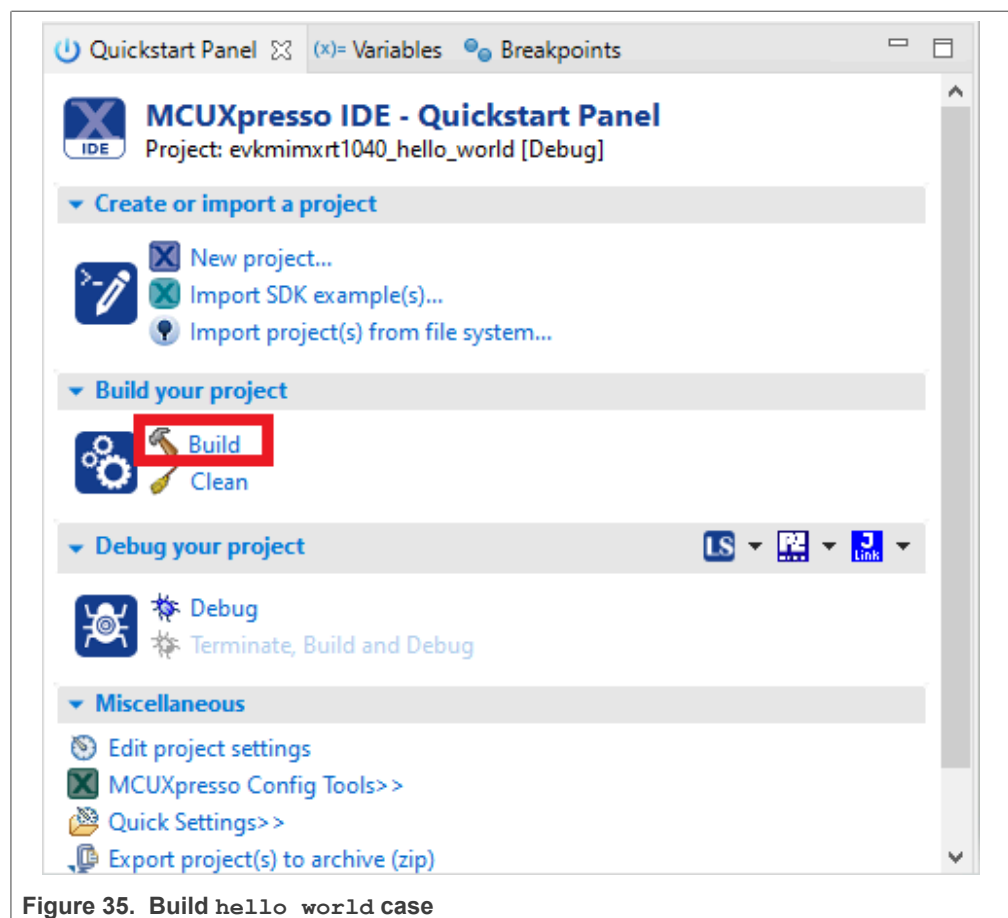 Quickstart Panel (x)= Variables Breakpoints
MCUXpresso IDE - Quickstart Panel
IDE
Project: evkmimxrt1040_hello_world [Debug]
Create or import a project
New project...
Import SDK example(s)...
Import project(s) from file system...
Build your project
Build
Clean
Debug your project LS PE J Link
Debug
Terminate, Build and Debug
Miscellaneous
Edit project settings
MCUXpresso Config Tools>>
Quick Settings>>
Export project(s) to archive (zip)
Figure 35. Build hello world case